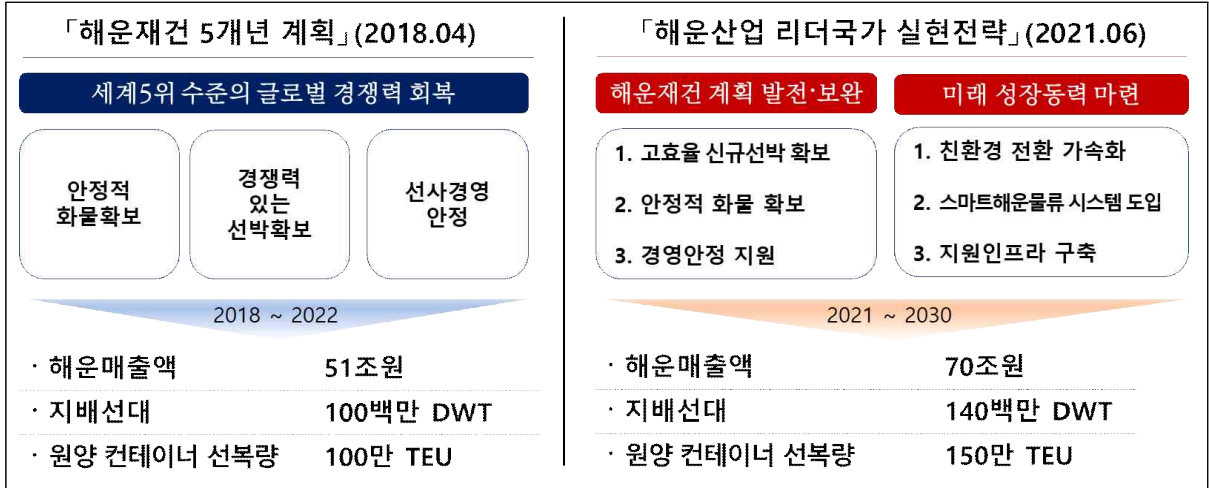 「해운재건 5개년 계획」(2018.04)
세계5위 수준의 글로벌 경쟁력 회복
안정적
화물확보
경쟁력
있는
선박확보
선사경영
안정
2018 ~ 2022
· 해운매출액 51조원
· 지배선대 100백만 DWT
· 원양 컨테이너 선복량 100만 TEU
「해운산업 리더국가 실현전략」(2021.06)
해운재건 계획 발전·보완
1. 고효율 신규선박 확보
2. 안정적 화물 확보
3. 경영안정 지원
미래 성장동력 마련
1. 친환경 전환 가속화
2. 스마트해운물류 시스템 도입
3. 지원인프라 구축
2021 ~ 2030
· 해운매출액 70조원
· 지배선대 140백만 DWT
· 원양 컨테이너 선복량 150만 TEU